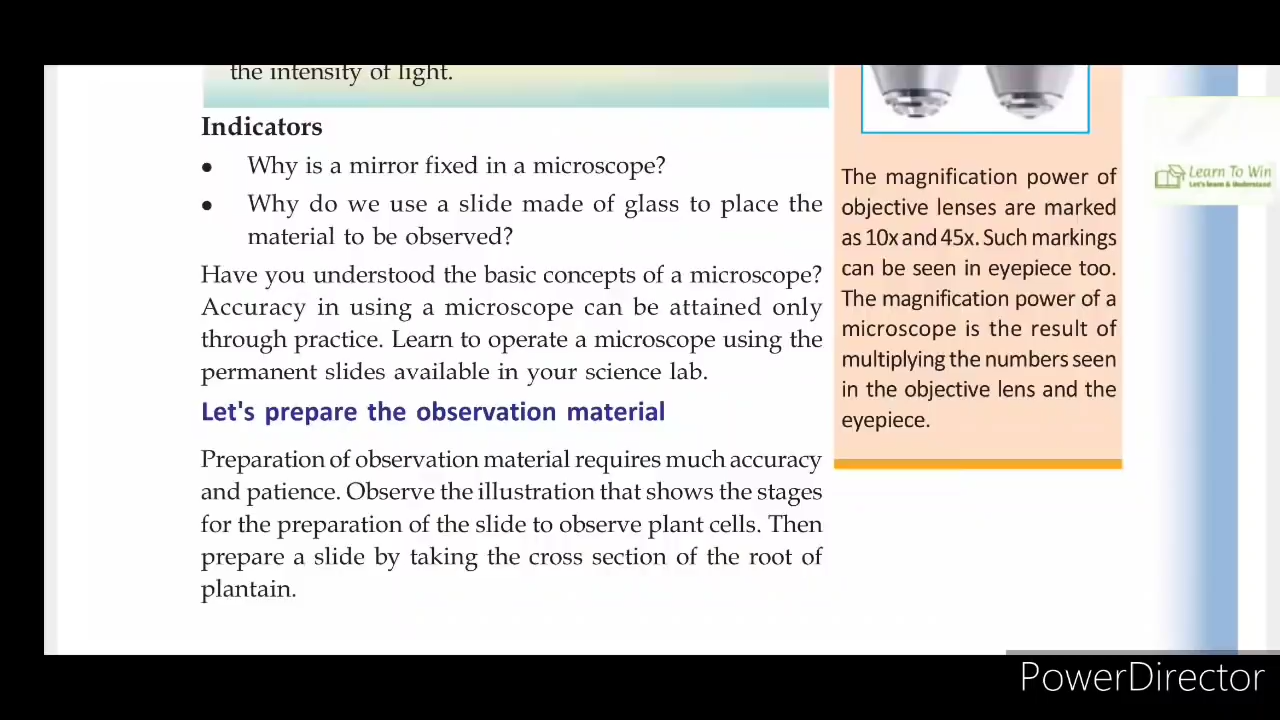 the intensity of light.
Indicators
• Why is a mirror fixed in a microscope?
• Why do we use a slide made of glass to place the
material to be observed?
Have you understood the basic concepts of a microscope?
Accuracy in using a microscope can be attained only
through practice. Learn to operate a microscope using the
permanent slides available in your science lab.
Let's prepare the observation material
Preparation of observation material requires much accuracy
and patience. Observe the illustration that shows the stages
for the preparation of the slide to observe plant cells. Then
prepare a slide by taking the cross section of the root of
plantain.
The magnification power of
objective lenses are marked
as 10x and 45x. Such markings
can be seen in eyepiece too.
The magnification power of a
microscope is the result of
multiplying the numbers seen
in the objective lens and the
eyepiece.
Learn To Win
Let's learn & Understand
PowerDirector